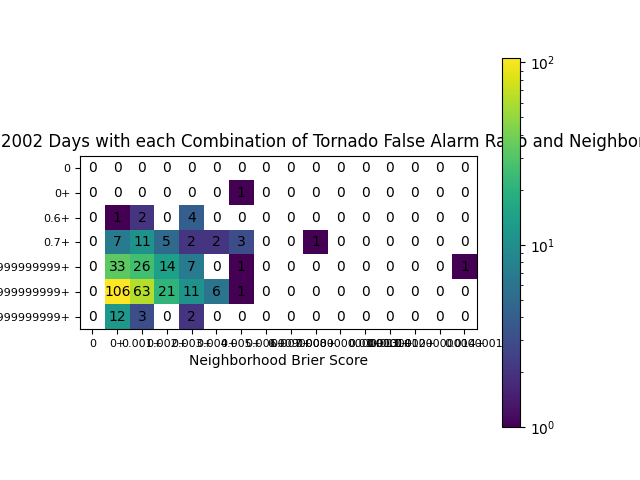 2002 Days with each Combination of Tornado False Alarm Ratio and Neighbor
0 0 0 0 0 0 0 0 0 0 0 0 0 0 0 0 0
0+ 0 0 0 0 0 0 1 0 0 0 0 0 0 0 0 0
0.6+ 0 1 2 0 4 0 0 0 0 0 0 0 0 0 0 0
0.7+ 0 7 11 5 2 2 3 0 0 1 0 0 0 0 0 0
999999999+ 0 33 26 14 7 0 1 0 0 0 0 0 0 0 0 1
999999999+ 0 106 63 21 11 6 1 0 0 0 0 0 0 0 0 0
999999999+ 0 12 3 0 2 0 0 0 0 0 0 0 0 0 0 0
0 0+
Neighborhood Brier Score
10²
10¹
10⁰